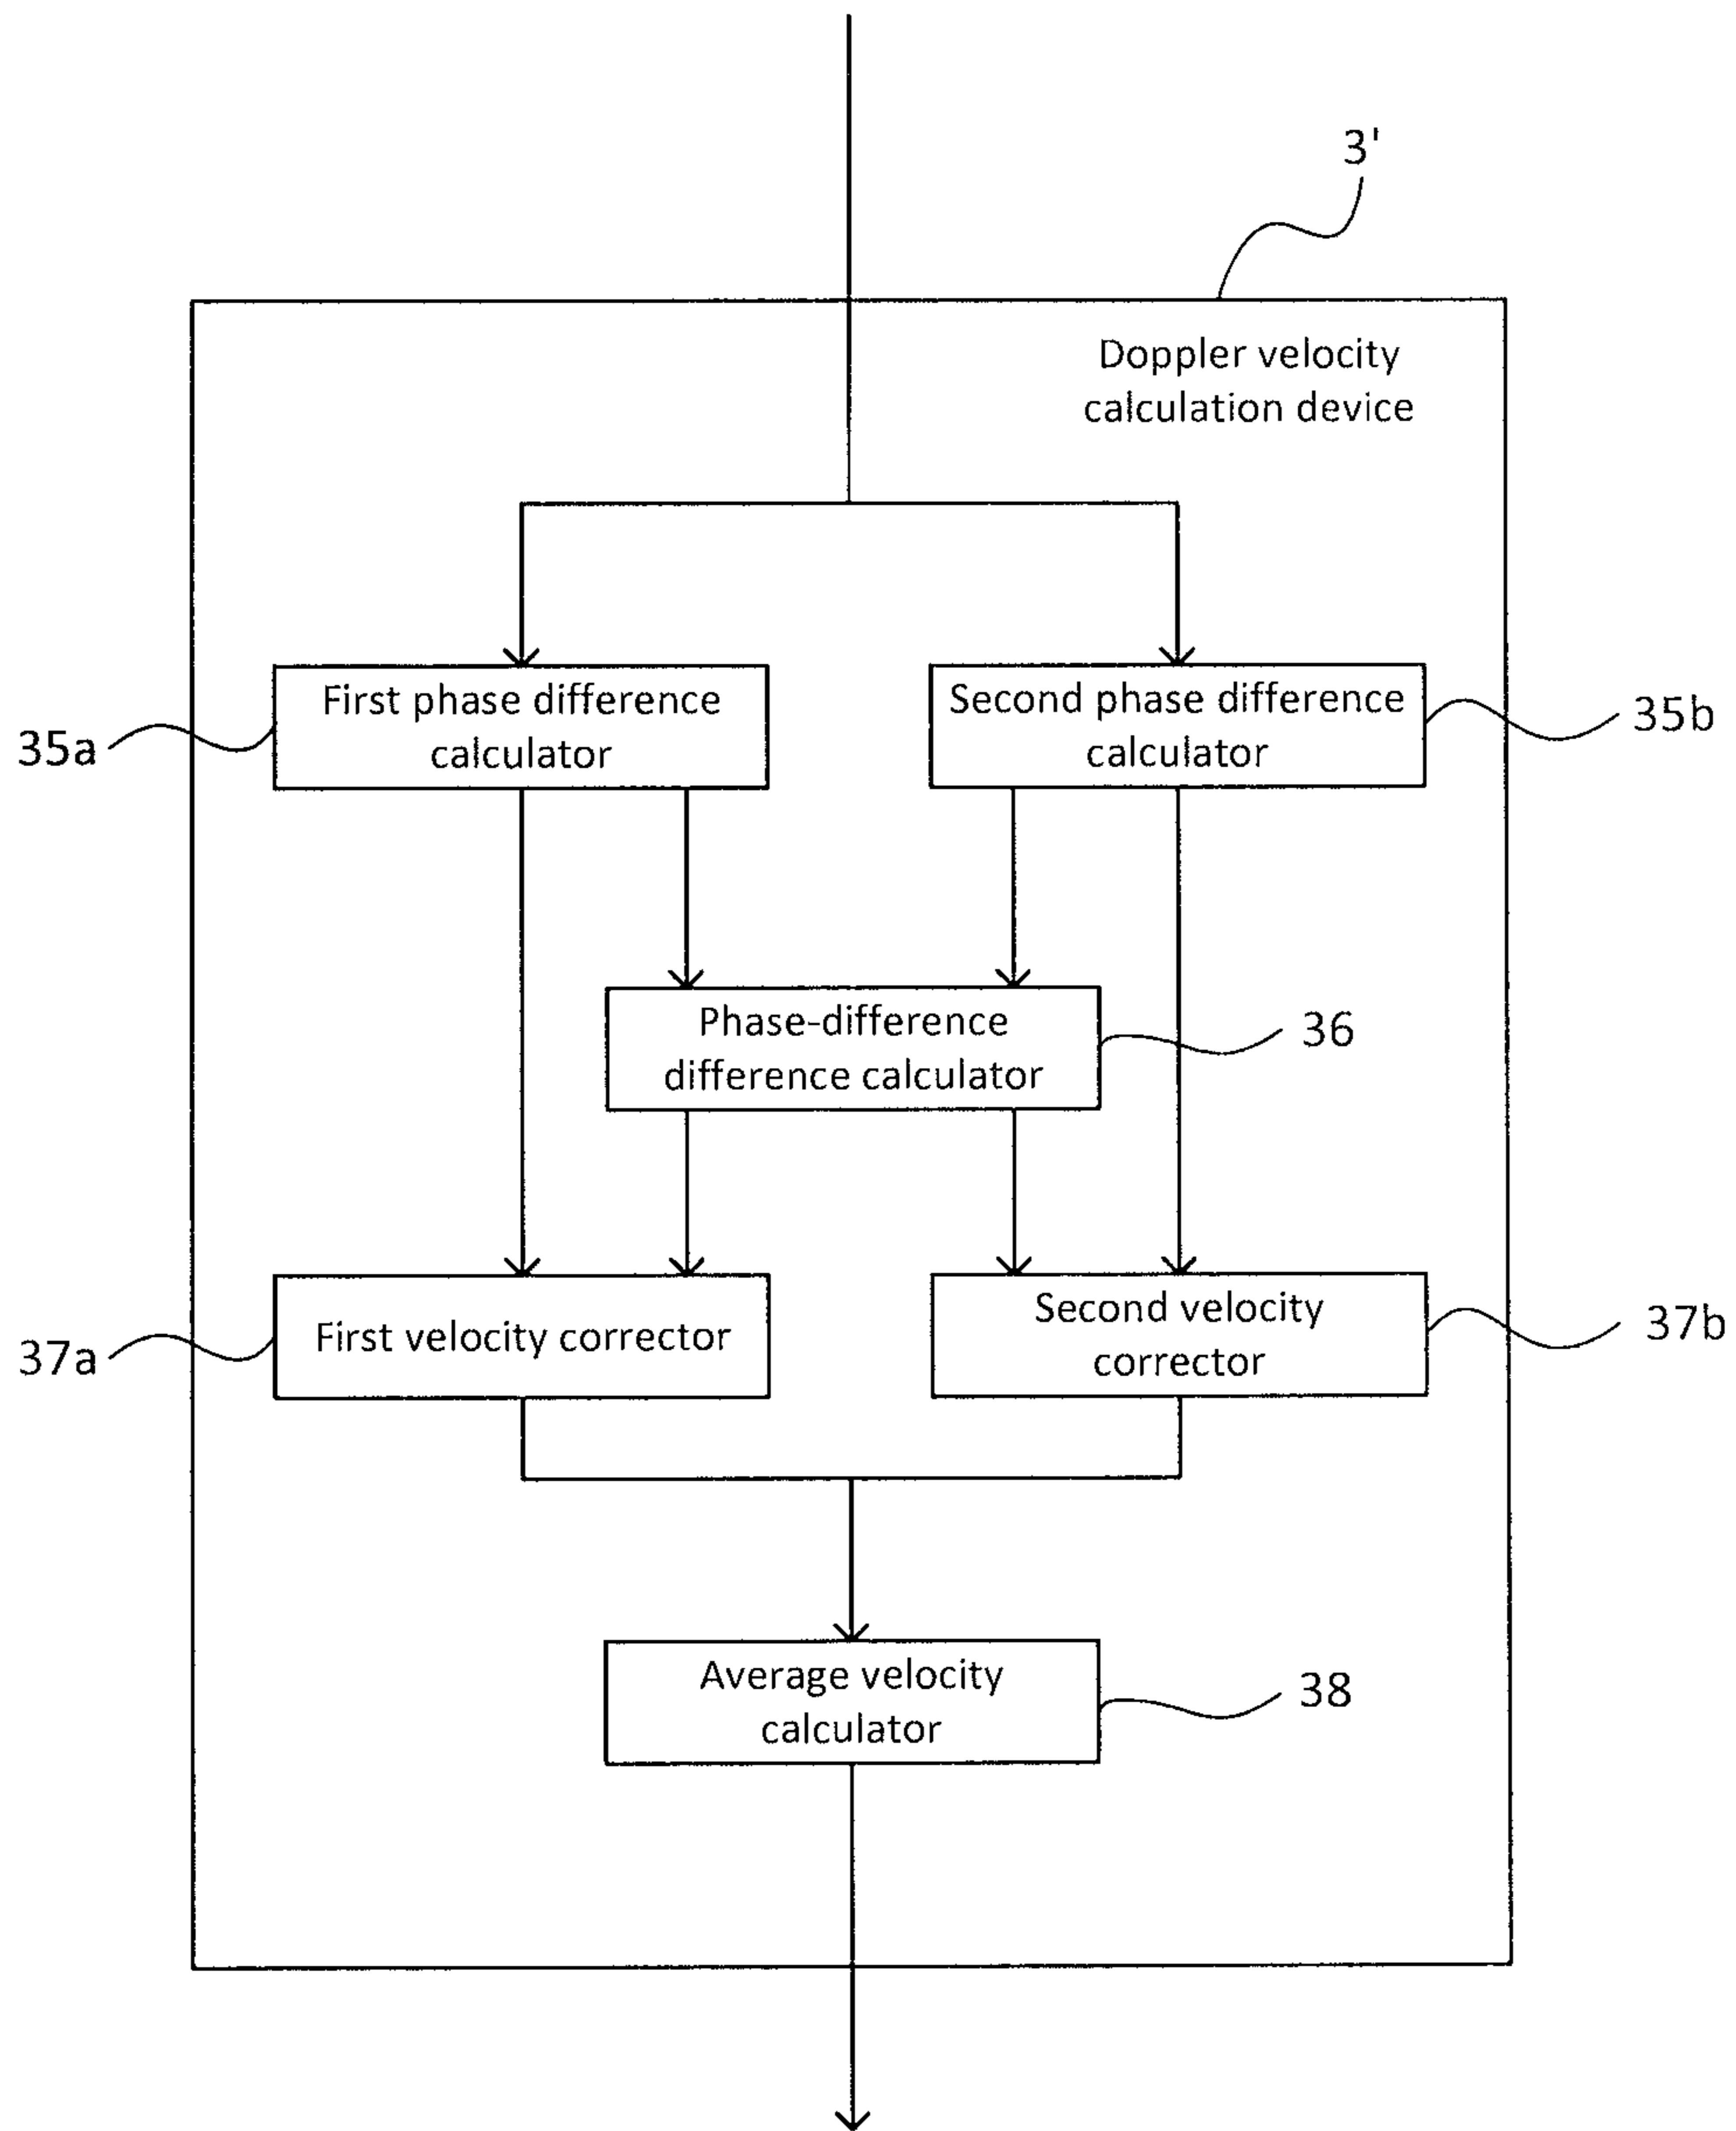 3'
Doppler velocity
calculation device
First phase difference
calculator
35a
Second phase difference
calculator
35b
Phase-difference
difference calculator
36
First velocity corrector
37a
Second velocity
corrector
37b
Average velocity
calculator
38